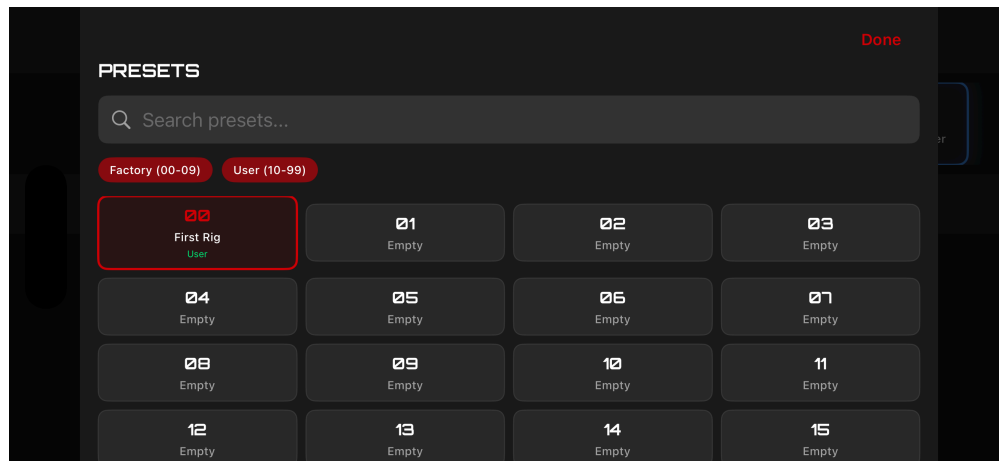 Done
PRESETS
Search presets...
Factory (00-09) User (10-99)
00
First Rig
User
01
Empty
02
Empty
03
Empty
04
Empty
05
Empty
06
Empty
07
Empty
08
Empty
09
Empty
10
Empty
11
Empty
12
Empty
13
Empty
14
Empty
15
Empty
er